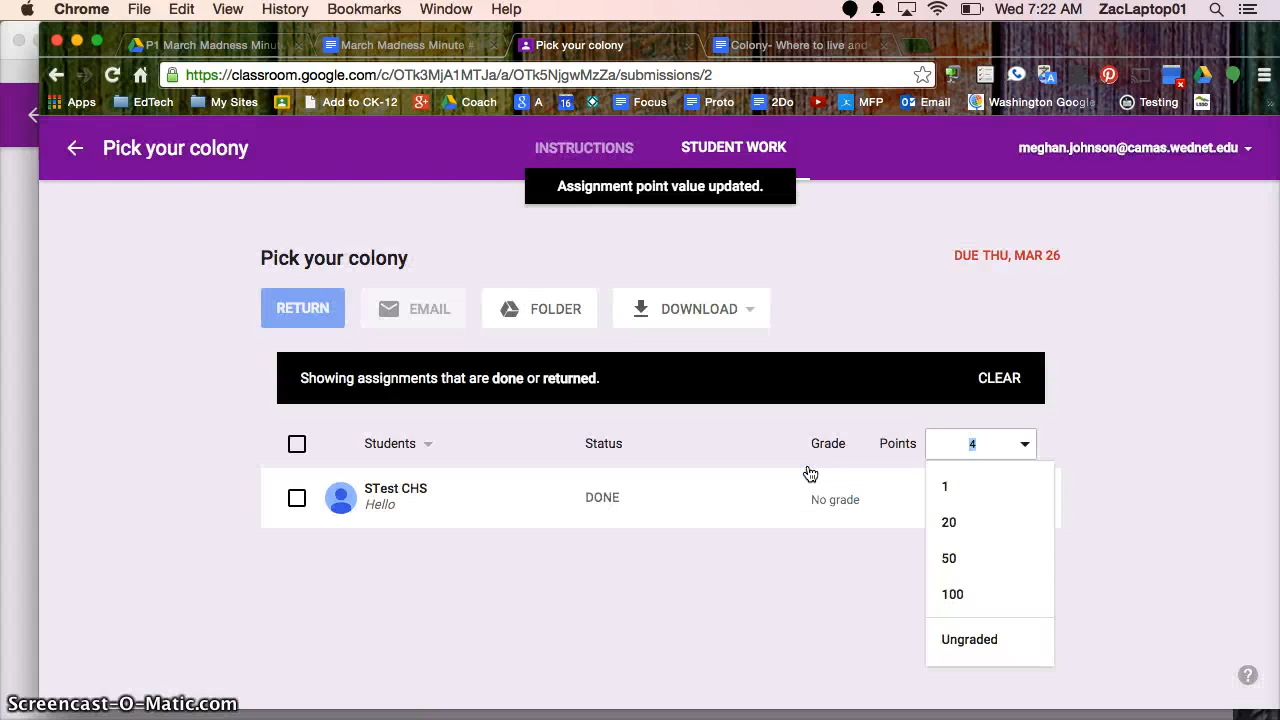 Chrome File Edit View History Bookmarks Window Help Wed 7:22 AM ZacLaptop01
P1 March Madness Minut March Madness Minute # Pick your colony Colony- Where to live and
https://classroom.google.com/c/OTk3MjA1MTJa/a/OTk5NjgwMzZa/submissions/2
Apps EdTech My Sites Add to CK-12 Coach A 16 Focus Proto 2Do MFP Email Washington Google Testing
Pick your colony INSTRUCTIONS STUDENT WORK meghan.johnson@camas.wednet.edu
Assignment point value updated.
Pick your colony DUE THU, MAR 26
RETURN EMAIL FOLDER DOWNLOAD
Showing assignments that are done or returned. CLEAR
Students Status Grade Points 4
STest CHS
Hello
DONE No grade
1
20
50
100
Ungraded
Screencast-O-Matic.com